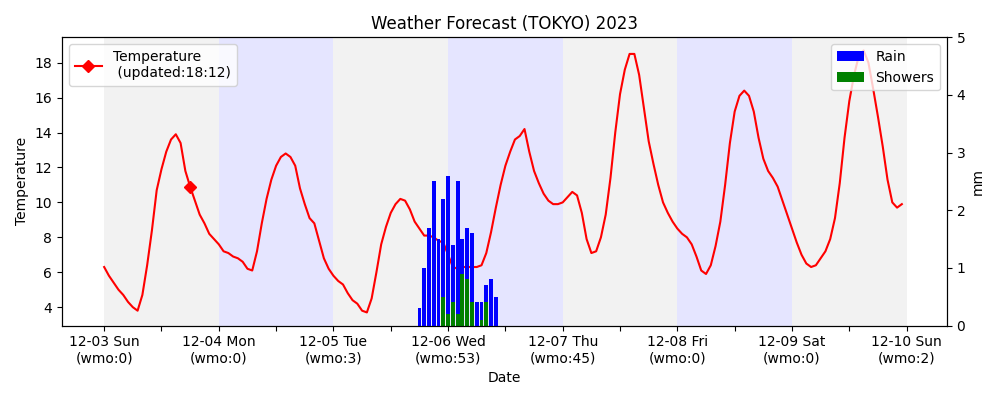 Weather Forecast (TOKYO) 2023
Temperature
(updated:18:12)
Rain
Showers
18
16
14
12
10
8
6
4
Temperature
5
4
3
2
1
0
mm
12-03 Sun
(wmo:0)
12-04 Mon
(wmo:0)
12-05 Tue
(wmo:3)
12-06 Wed
(wmo:53)
12-07 Thu
(wmo:45)
12-08 Fri
(wmo:0)
12-09 Sat
(wmo:0)
12-10 Sun
(wmo:2)
Date